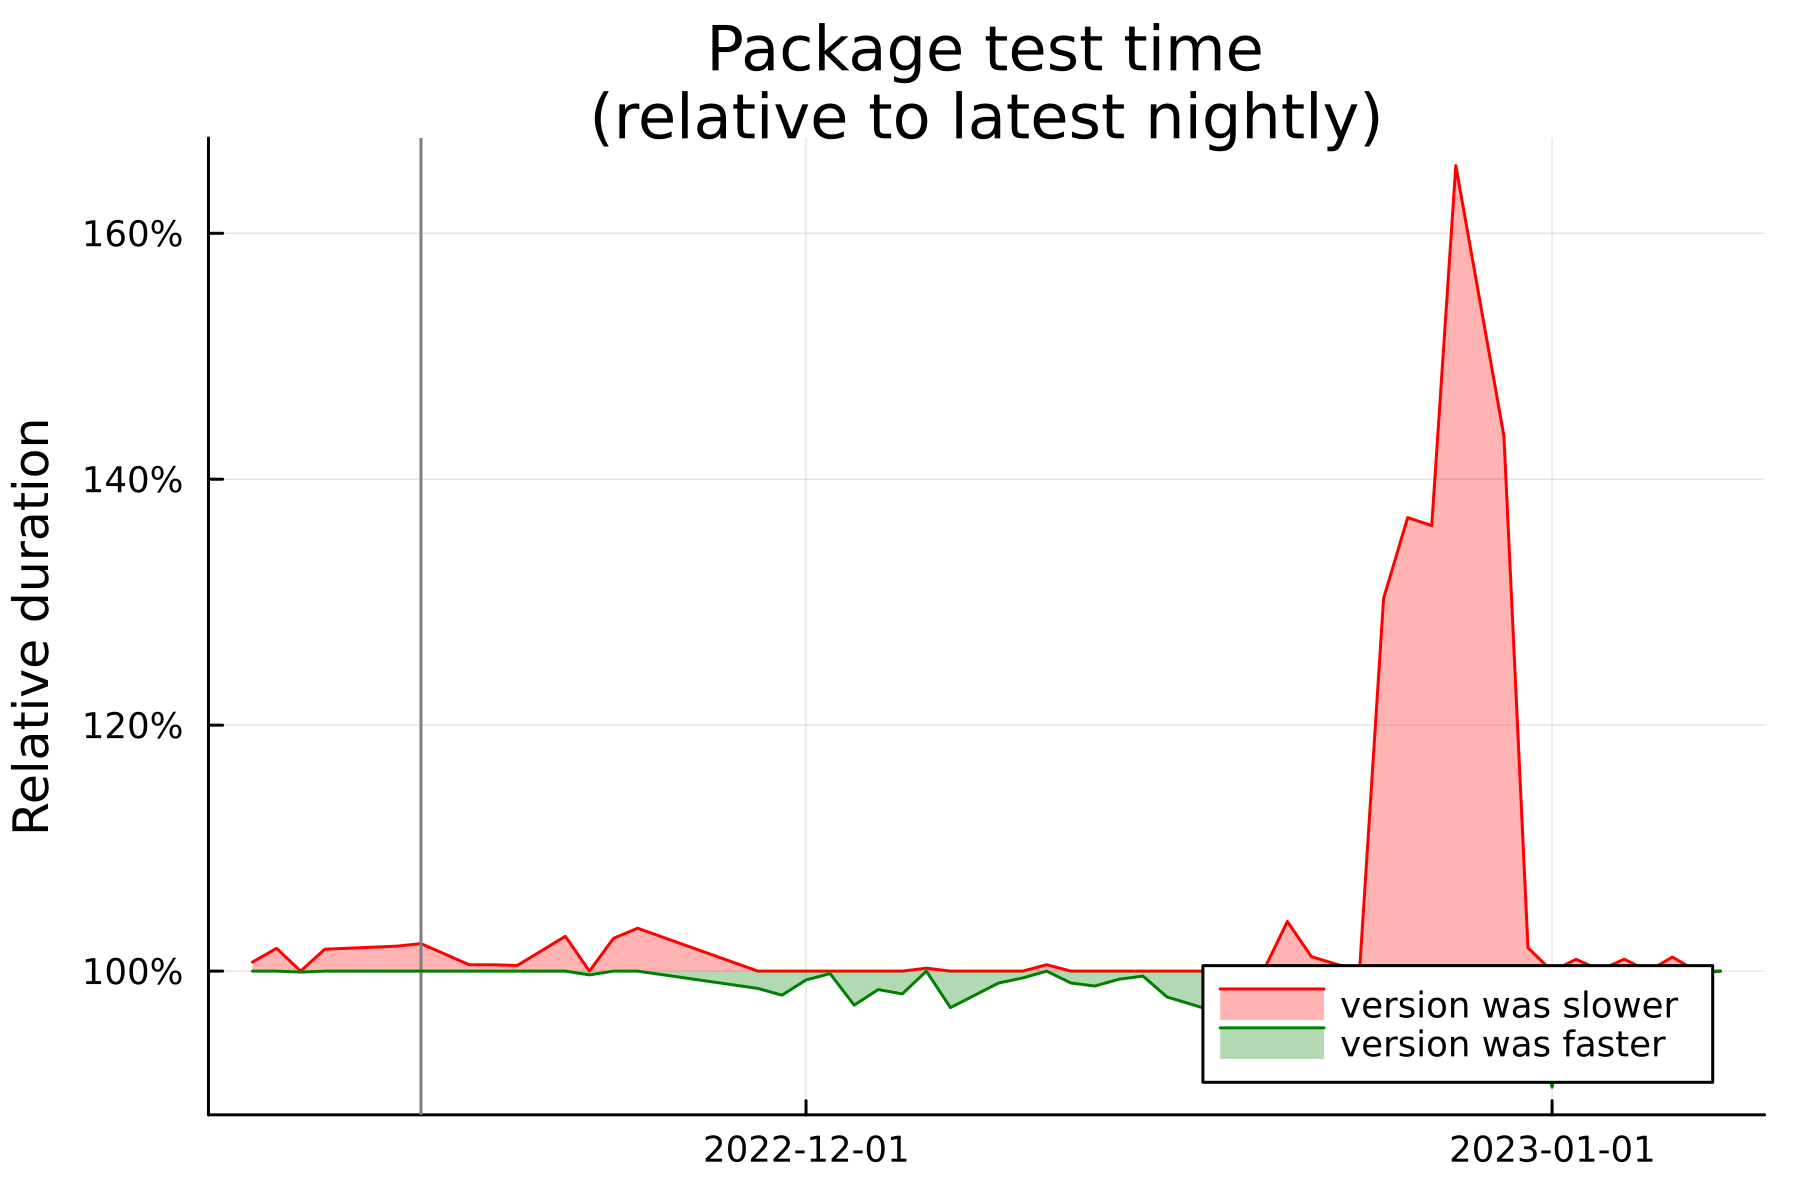 Package test time
(relative to latest nightly)
Relative duration
160%
140%
120%
100%
version was slower
version was faster
2022-12-01
2023-01-01